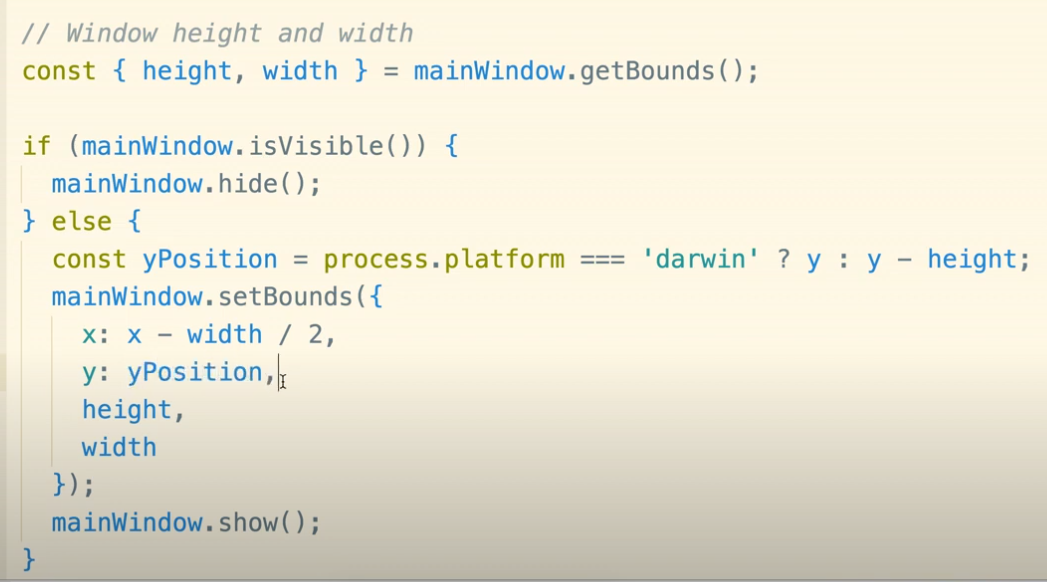 // Window height and width
const { height, width } = mainWindow.getBounds();
if (mainWindow.isVisible()) {
mainWindow.hide();
} else {
const yPosition = process.platform === 'darwin' ? y : y - height;
mainWindow.setBounds({
x: x - width / 2,
y: yPosition,
height,
width
});
mainWindow.show();
}